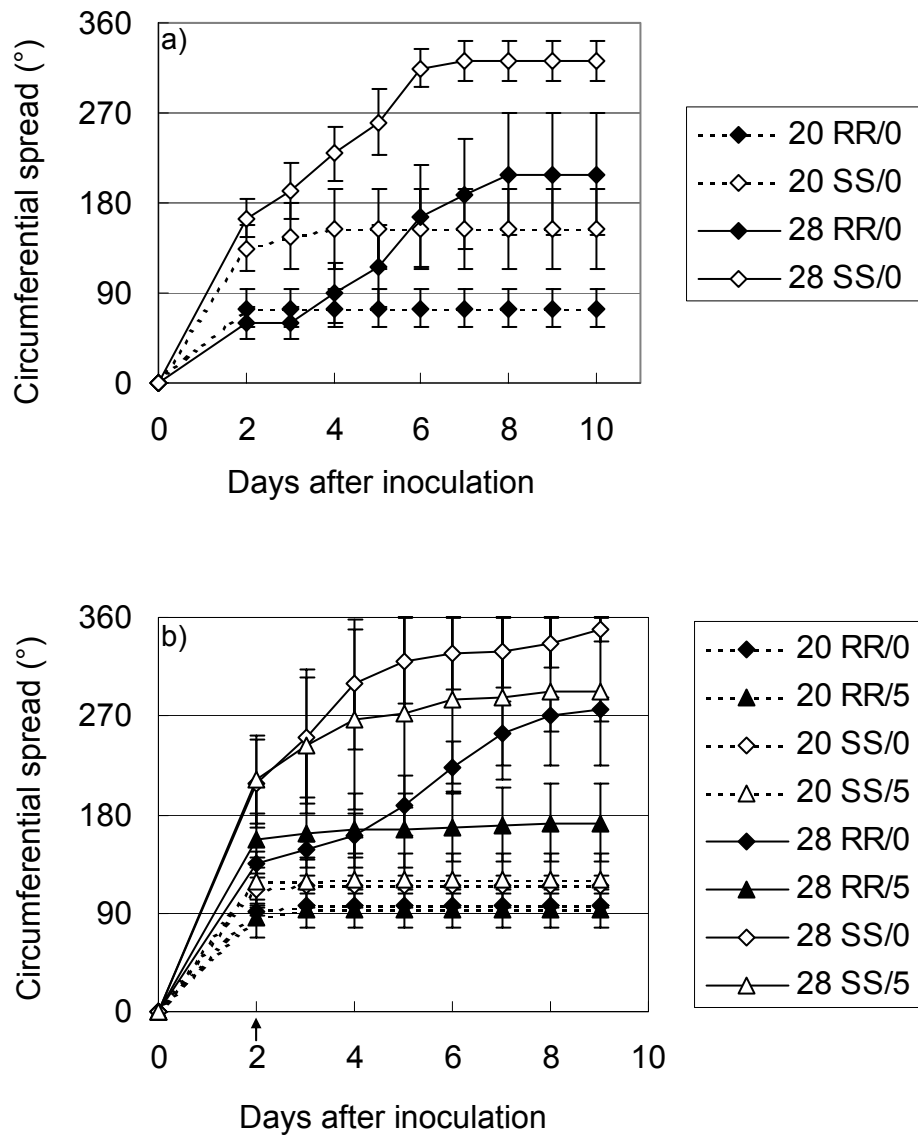 a)
Circumferential spread (°)
360
270
180
90
0
0 2 4 6 8 10
Days after inoculation
20 RR/0
20 SS/0
28 RR/0
28 SS/0
b)
Circumferential spread (°)
360
270
180
90
0
0 2 4 6 8 10
Days after inoculation
20 RR/0
20 RR/5
20 SS/0
20 SS/5
28 RR/0
28 RR/5
28 SS/0
28 SS/5